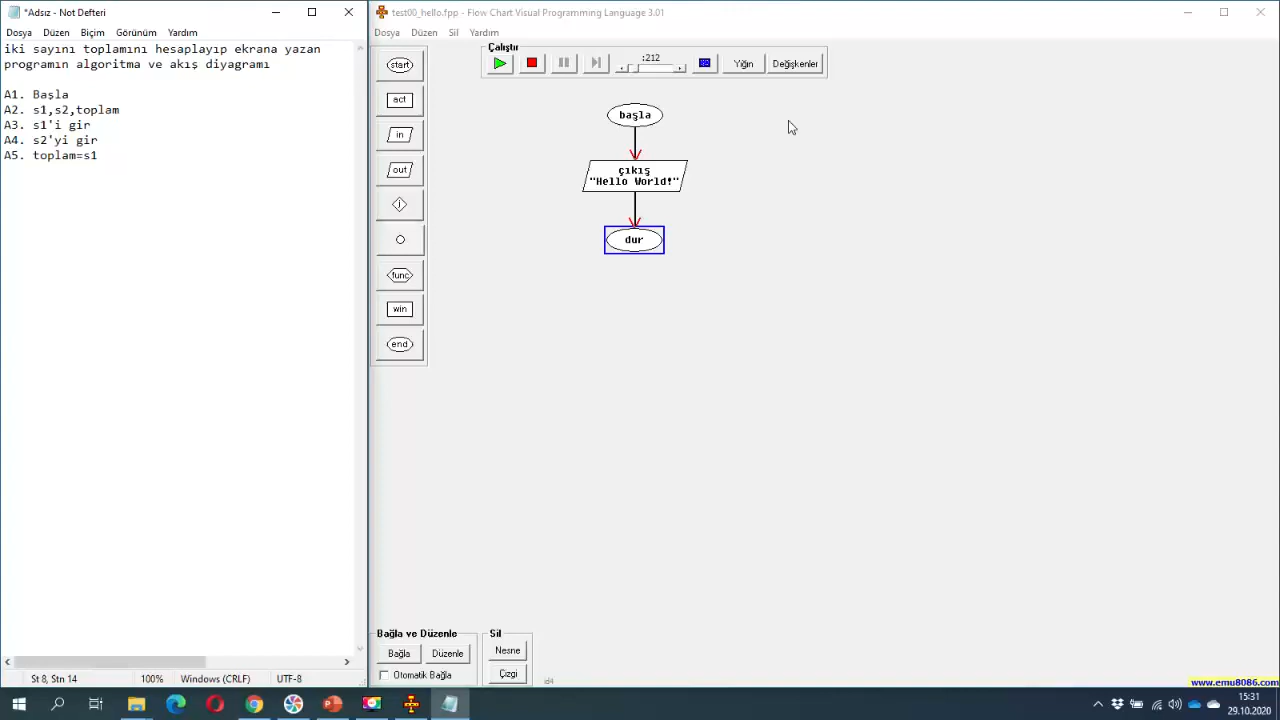 *Adsız - Not Defteri
Dosya Düzen Biçim Görünüm Yardım
iki sayını toplamını hesaplayıp ekrana yazan
programın algoritma ve akış diyagramı
A1. Başla
A2. s1,s2,toplam
A3. s1'i gir
A4. s2'yi gir
A5. toplam=s1
St 8, Stn 14 100% Windows (CRLF) UTF-8
test00_hello.fpp - Flow Chart Visual Programming Language 3.01
Dosya Düzen Sil Yardım
Çalıştır
:212
Yığın
Değişkenler
start
act
in
out
func
win
end
başla
çıkış
"Hello World!"
dur
Bağla ve Düzenle
Bağla
Düzenle
Otomatik Bağla
Sil
Nesne
Çizgi
id4
www.emu8086.com
15:31
29.10.2020